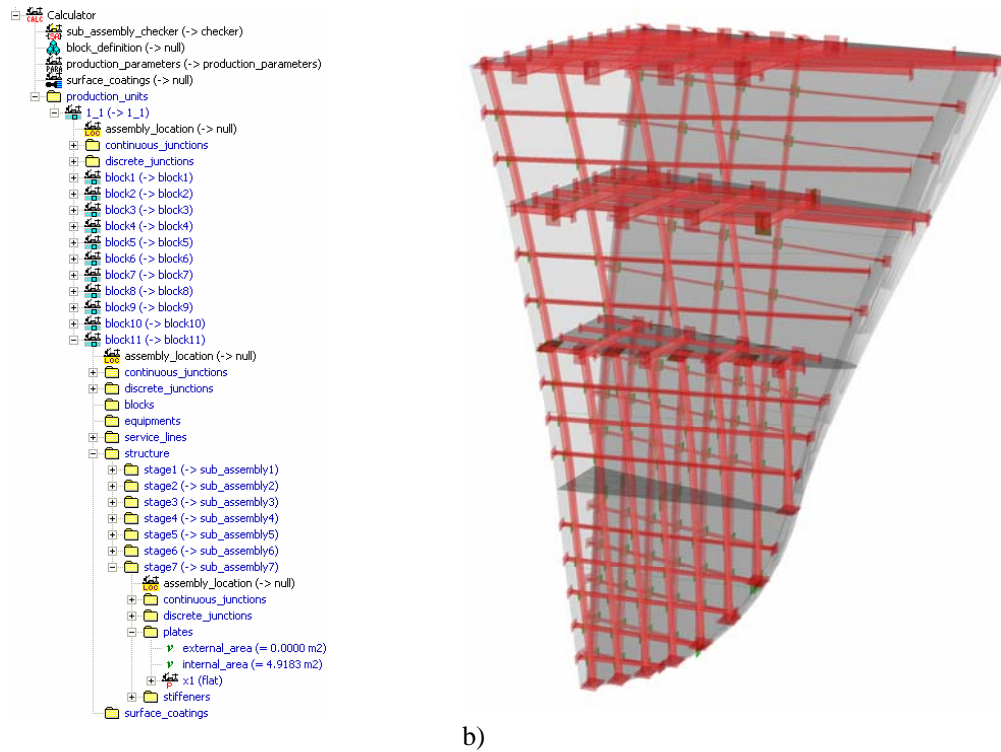 Calculator
sub_assembly_checker (-> checker)
block_definition (-> null)
production_parameters (-> production_parameters)
surface_coatings (-> null)
production_units
1_1 (-> 1_1)
assembly_location (-> null)
continuous_junctions
discrete_junctions
block1 (-> block1)
block2 (-> block2)
block3 (-> block3)
block4 (-> block4)
block5 (-> block5)
block6 (-> block6)
block7 (-> block7)
block8 (-> block8)
block9 (-> block9)
block10 (-> block10)
block11 (-> block11)
assembly_location (-> null)
continuous_junctions
discrete_junctions
blocks
equipments
service_lines
structure
stage1 (-> sub_assembly1)
stage2 (-> sub_assembly2)
stage3 (-> sub_assembly3)
stage4 (-> sub_assembly4)
stage5 (-> sub_assembly5)
stage6 (-> sub_assembly6)
stage7 (-> sub_assembly7)
assembly_location (-> null)
continuous_junctions
discrete_junctions
plates
v external_area (= 0.0000 m2)
v internal_area (= 4.9183 m2)
x1 (flat)
stiffeners
surface_coatings
b)